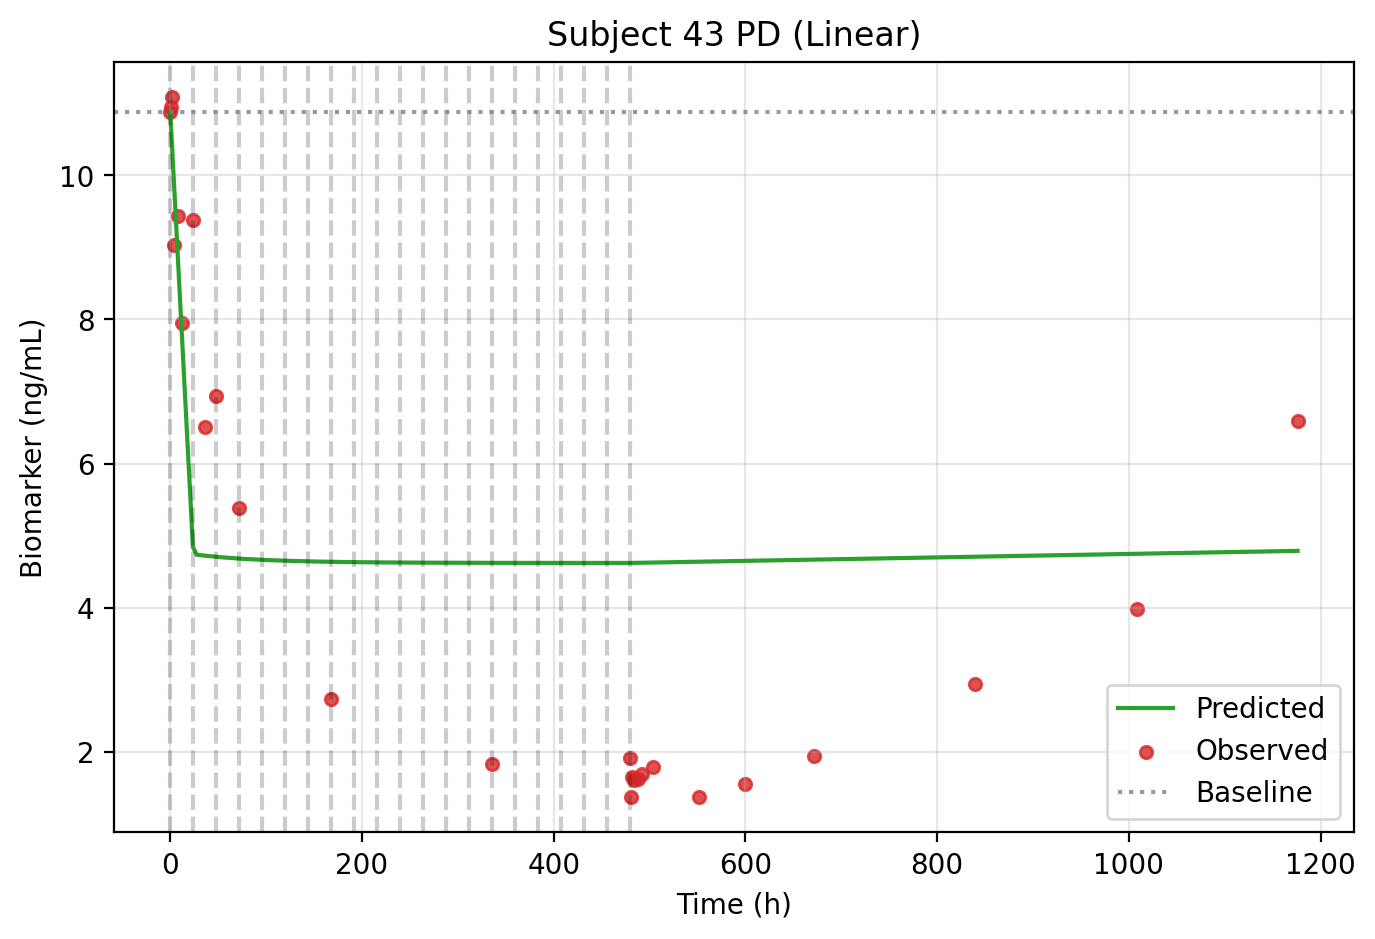 Subject 43 PD (Linear)
Biomarker (ng/mL)
10
8
6
4
2
0
200
400
600
800
1000
1200
Time (h)
Predicted
Observed
Baseline